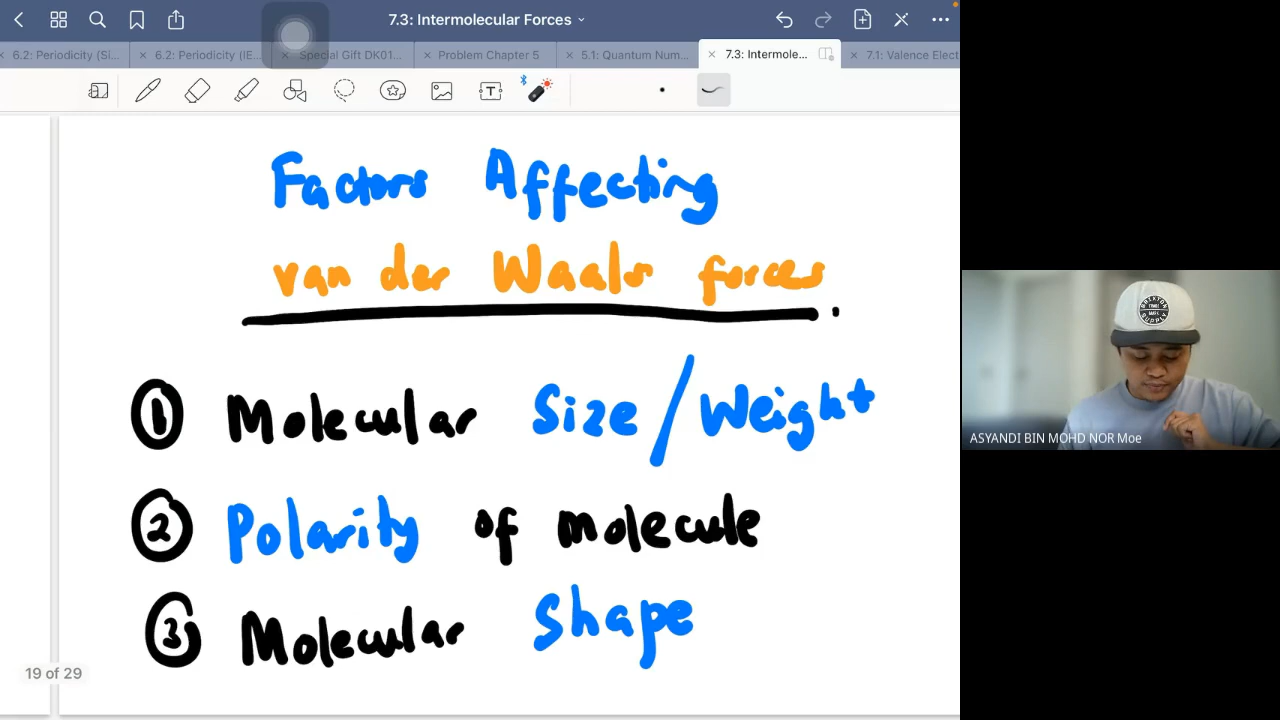 7.3: Intermolecular Forces
6.2: Periodicity (Si...
6.2: Periodicity (IE...
Special Gift DK01...
Problem Chapter 5
5.1: Quantum Num...
7.3: Intermole...
7.1: Valence Elect
T
Factors Affecting
van der Waals forces
① Molecular Size/Weight
② Polarity of molecule
③ Molecular Shape
19 of 29
BRIXTON
SUPPLY
ASYANDI BIN MOHD NOR Moe